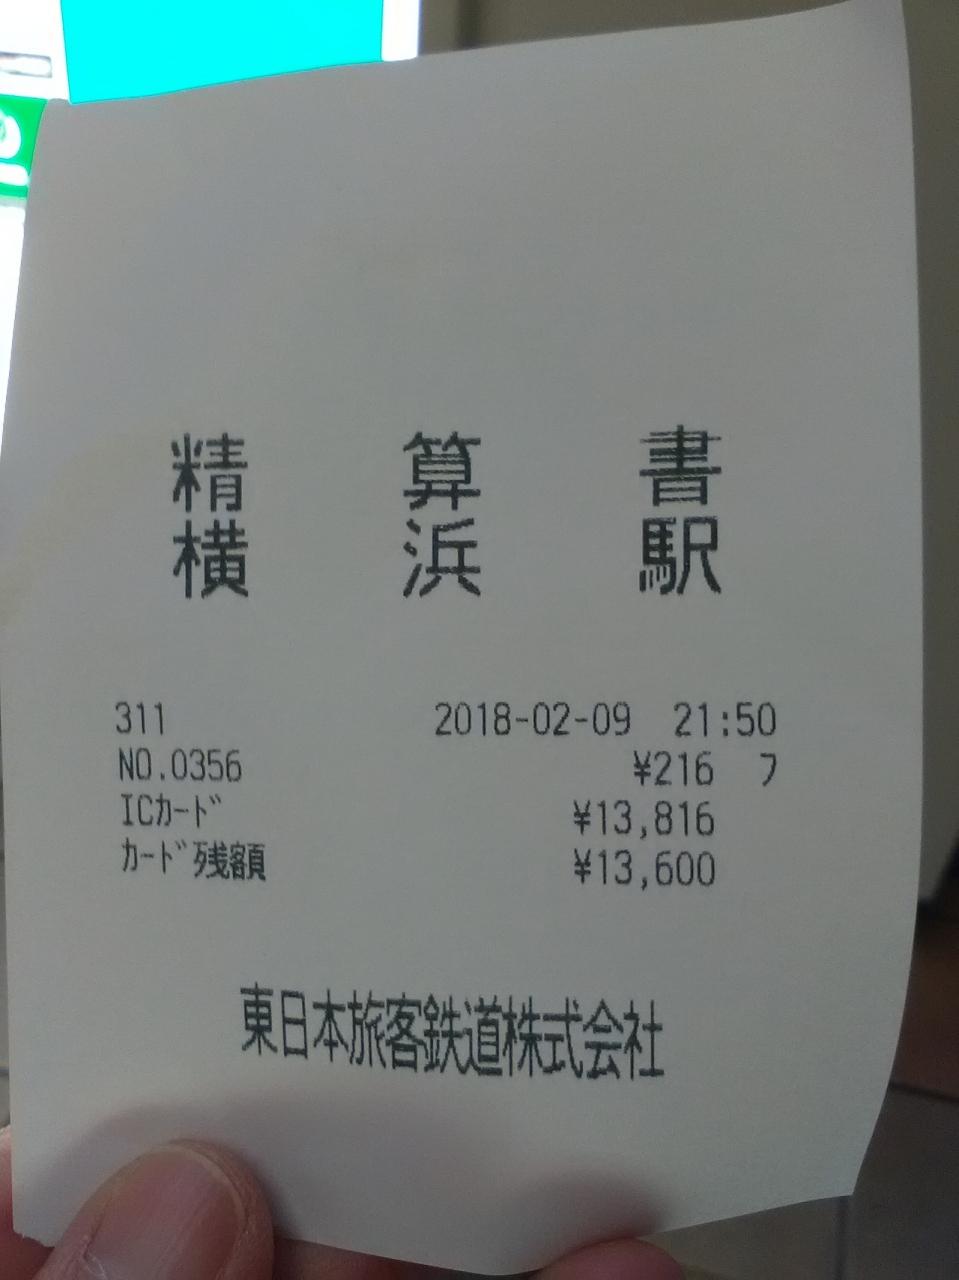 精算書
横浜駅
311 2018-02-09 21:50
NO.0356 ¥216 フ
ICカード ¥13,816
カード残額 ¥13,600
東日本旅客鉄道株式会社